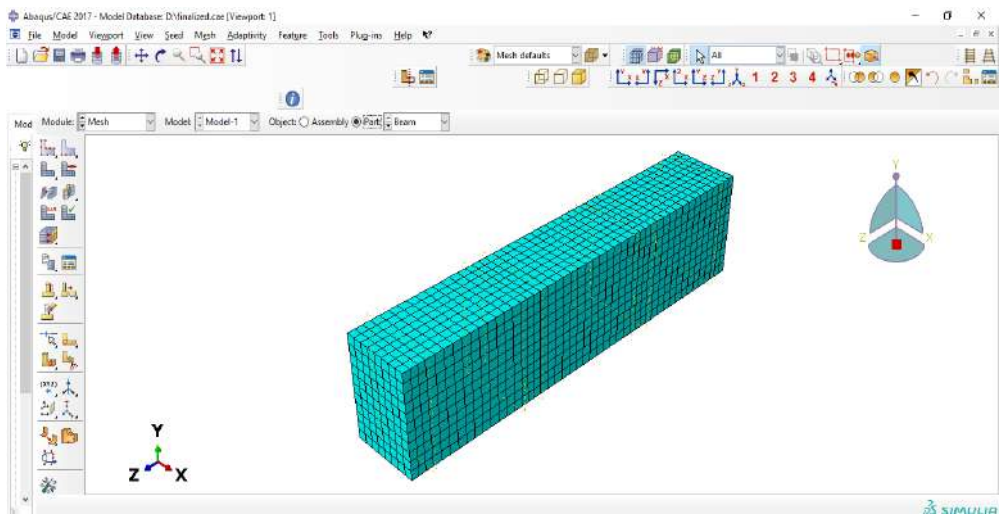 Abaqus/CAE 2017 - Model Database: D:\finalized.cae [Viewport: 1]
File Model Viewport View Seed Mesh Adaptivity Feature Tools Plug-ins Help
Mesh defaults All
1 2 3 4
Mod Module: Mesh Model: Model-1 Object: Assembly Part: Beam
Y
Z X
Y
Z X
SIMULIA